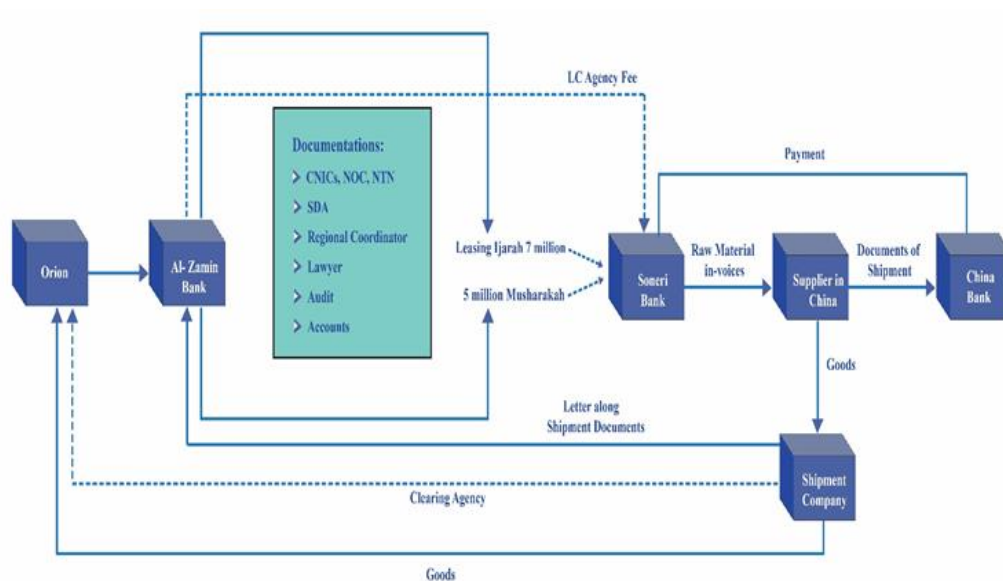 LC Agency Fee
Documentations:
CNICs, NOC, NTN
SDA
Regional Coordinator
Lawyer
Audit
Accounts
Payment
Orion
Al- Zamin
Bank
Leasing Ijarah 7 million
5 million Musharakah
Soneri
Bank
Raw Material
in-voices
Supplier in
China
Documents of
Shipment
China
Bank
Goods
Letter along
Shipment Documents
Shipment
Company
Clearing Agency
Goods